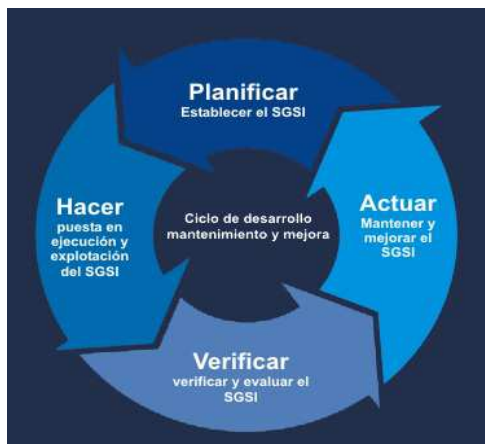 Planificar
Establecer el SGSI
Hacer
puesta en
ejecución y
explotación
del SGSI
Ciclo de desarrollo
mantenimiento y mejora
Actuar
Mantener y
mejorar el
SGSI
Verificar
verificar y evaluar el
SGSI